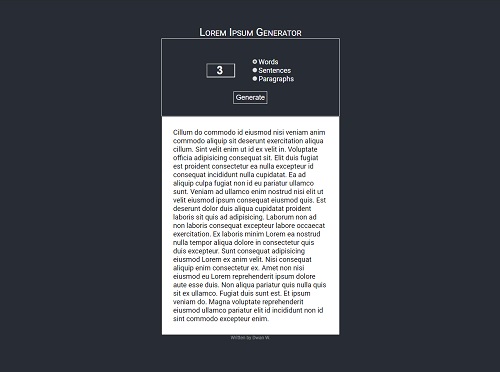 Lorem Ipsum Generator
3
Words
Sentences
Paragraphs
Generate
Cillum do commodo id eiusmod nisi veniam anim
commodo aliquip sit deserunt exercitation aliqua
cillum. Sint velit enim ut id ex velit in. Voluptate
officia adipisicing consequat sit. Elit duis fugiat
est proident consectetur ea nulla excepteur id
consequat incididunt nulla cupidatat. Ea ad
aliquip culpa fugiat non id eu pariatur ullamco
sunt. Veniam ad ullamco enim nostrud nisi elit ut
velit eiusmod ipsum consequat eiusmod quis. Est
deserunt dolor duis aliqua cupidatat proident
laboris sit quis ad adipisicing. Laborum non ad
non laboris consequat excepteur labore occaecat
exercitation. Ex laboris minim Lorem ea nostrud
nulla tempor aliqua dolore in consectetur quis
duis excepteur. Sunt consequat adipisicing
eiusmod Lorem ex anim velit. Nisi consequat
aliquip enim consectetur ex. Amet non nisi
eiusmod eu Lorem reprehenderit ipsum dolore
aute esse duis. Non aliqua pariatur quis nulla quis
sit ex ullamco. Fugiat duis sunt est. Et ipsum
veniam do. Magna voluptate reprehenderit
eiusmod ullamco pariatur elit id incididunt non id
sint commodo excepteur enim.
Written by Dwon W.